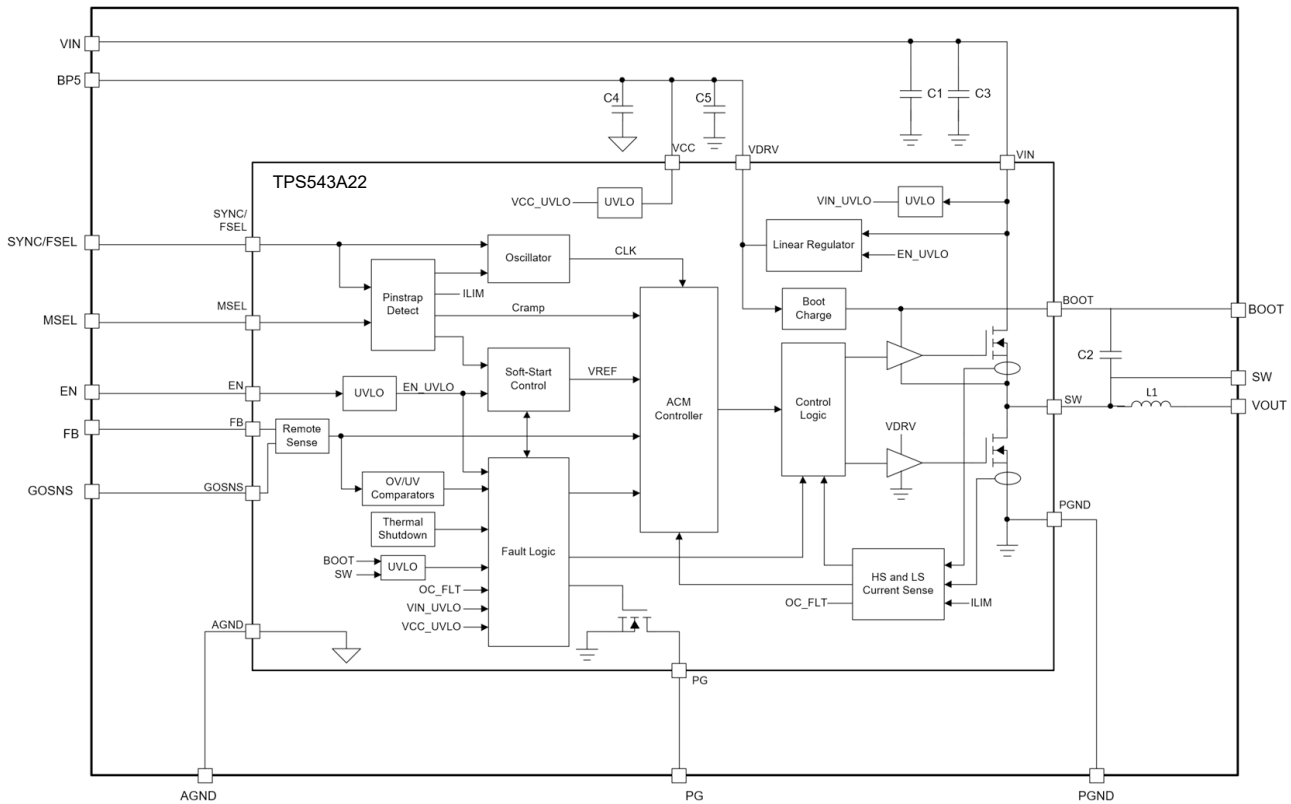 VIN
BP5
C4
C5
C1
C3
VCC
VDRV
VIN
TPS543A22
VCC_UVLO
UVLO
VIN_UVLO
UVLO
SYNC/
FSEL
SYNC/FSEL
Oscillator
CLK
Linear Regulator
EN_UVLO
Pinstrap
Detect
ILIM
MSEL
MSEL
Cramp
Boot
Charge
BOOT
BOOT
C2
Soft-Start
Control
VREF
SW
EN
EN
UVLO
EN_UVLO
ACM
Controller
Control
Logic
SW
L1
VOUT
FB
FB
Remote
Sense
VDRV
GOSNS
GOSNS
OV/UV
Comparators
PGND
Thermal
Shutdown
Fault Logic
BOOT
SW
UVLO
HS and LS
Current Sense
OC_FLT
ILIM
OC_FLT
VIN_UVLO
VCC_UVLO
AGND
PG
AGND
PG
PGND